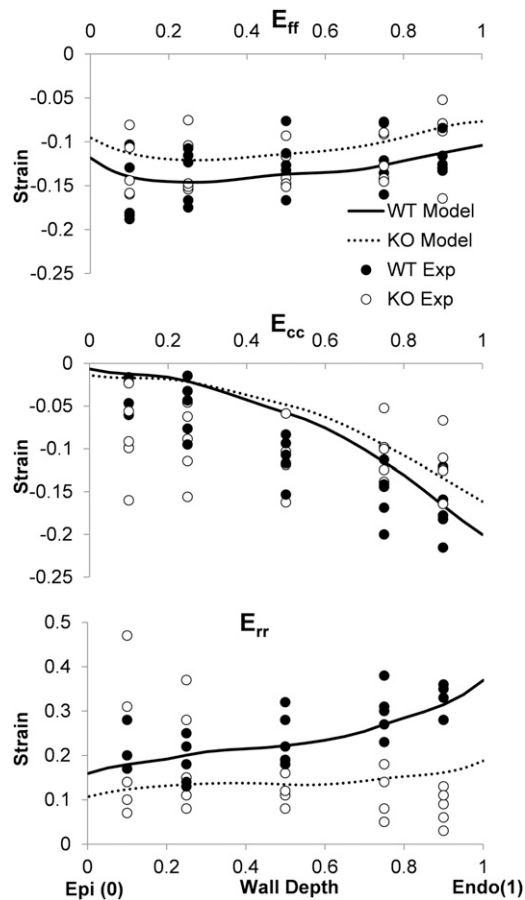 E_ff
0 0.2 0.4 0.6 0.8 1
0
-0.05
-0.1
-0.15
-0.2
-0.25
Strain
WT Model
KO Model
WT Exp
KO Exp
E_cc
0 0.2 0.4 0.6 0.8 1
0
-0.05
-0.1
-0.15
-0.2
-0.25
Strain
E_rr
0.5
0.4
0.3
0.2
0.1
0
Strain
0 0.2 0.4 0.6 0.8 1
Epi (0) Wall Depth Endo(1)